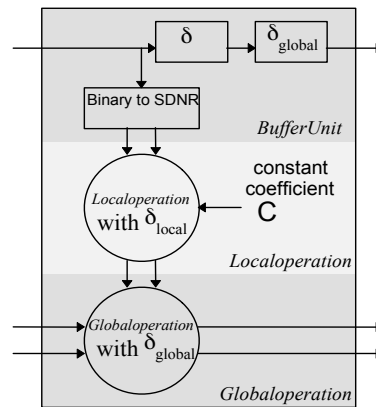 δ
δglobal
Binary to SDNR
BufferUnit
constant
coefficient
C
Localoperation
with δlocal
Localoperation
Globaloperation
with δglobal
Globaloperation